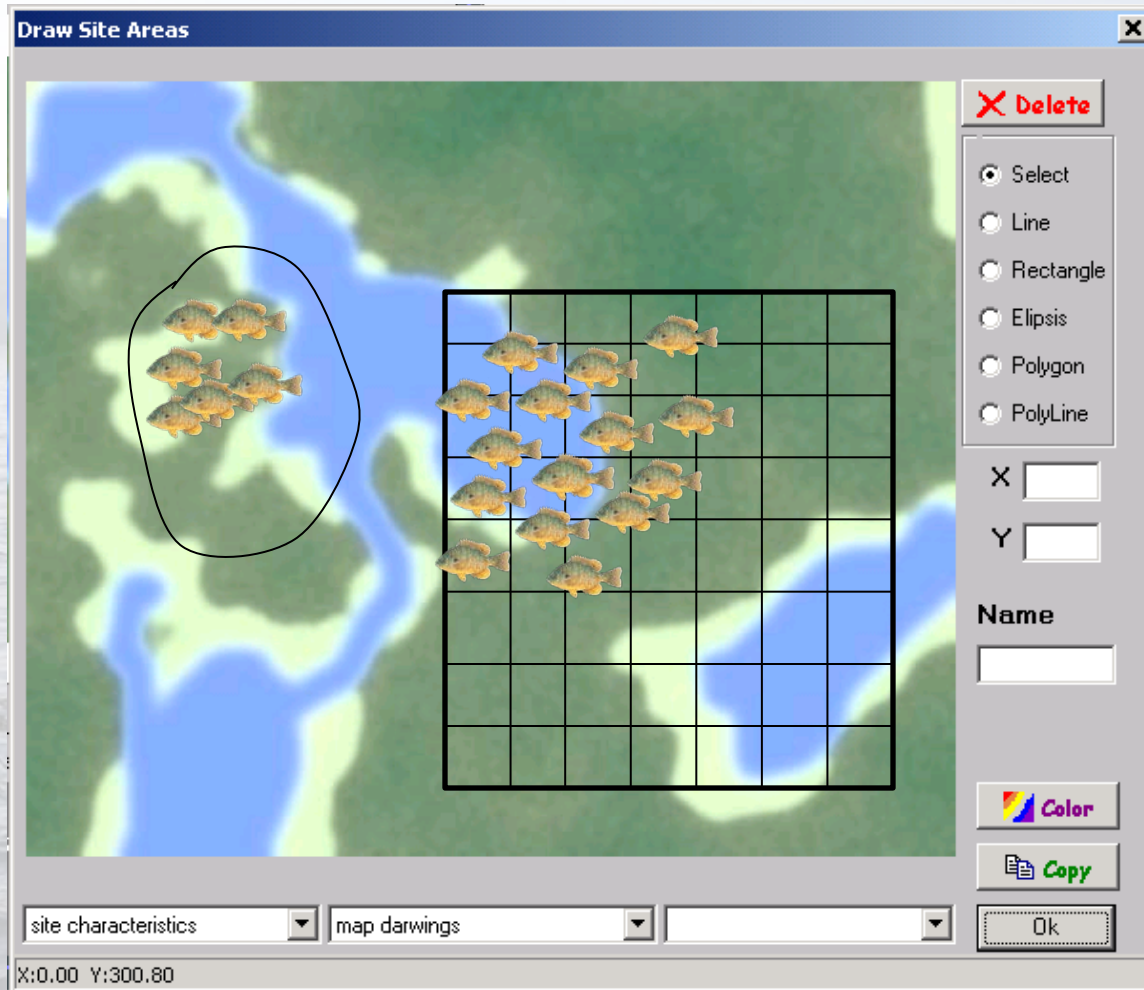 Draw Site Areas
Delete
Select
Line
Rectangle
Elipsis
Polygon
PolyLine
X
Y
Name
Color
Copy
site characteristics
map darwings
Ok
X:0.00 Y:300.80